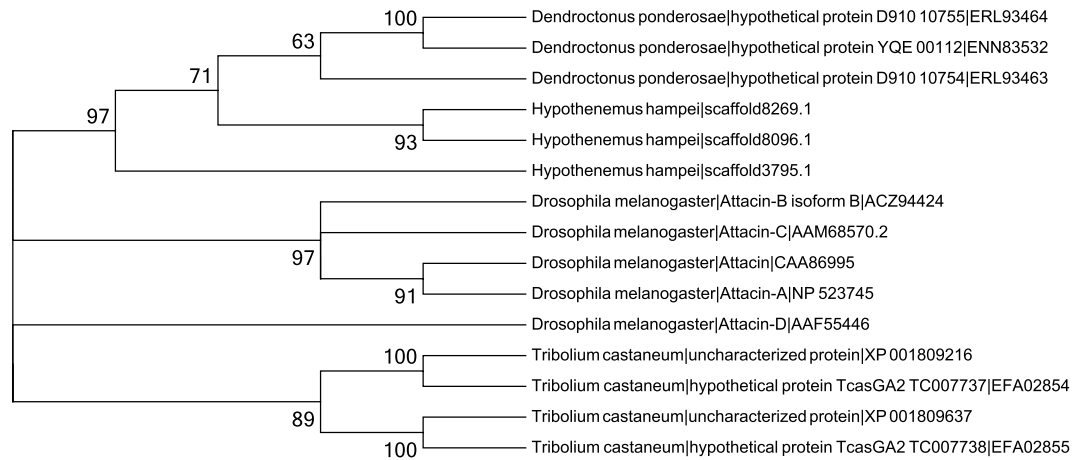 100
Dendroctonus ponderosae|hypothetical protein D910 10755|ERL93464
63
Dendroctonus ponderosae|hypothetical protein YQE 00112|ENN83532
71
Dendroctonus ponderosae|hypothetical protein D910 10754|ERL93463
97
Hypothenemus hampei|scaffold8269.1
93
Hypothenemus hampei|scaffold8096.1
Hypothenemus hampei|scaffold3795.1
Drosophila melanogaster|Attacin-B isoform B|ACZ94424
Drosophila melanogaster|Attacin-C|AAM68570.2
97
Drosophila melanogaster|Attacin|CAA86995
91
Drosophila melanogaster|Attacin-A|NP 523745
Drosophila melanogaster|Attacin-D|AAF55446
100
Tribolium castaneum|uncharacterized protein|XP 001809216
Tribolium castaneum|hypothetical protein TcasGA2 TC007737|EFA02854
89
Tribolium castaneum|uncharacterized protein|XP 001809637
100
Tribolium castaneum|hypothetical protein TcasGA2 TC007738|EFA02855